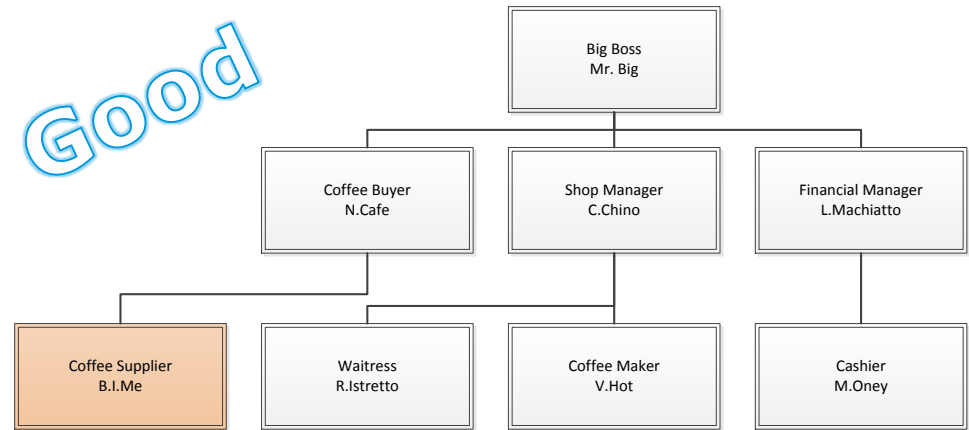 Good
Big Boss
Mr. Big
Coffee Buyer
N.Cafe
Shop Manager
C.Chino
Financial Manager
L.Machiatto
Coffee Supplier
B.I.Me
Waitress
R.Istretto
Coffee Maker
V.Hot
Cashier
M.Oney